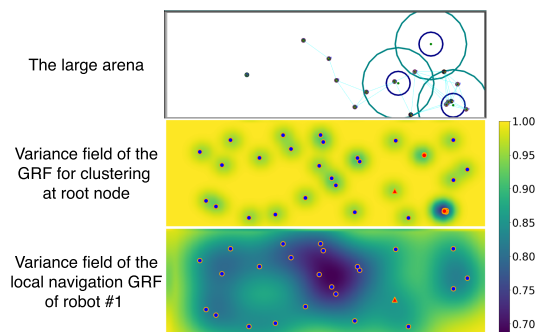 The large arena
Variance field of the
GRF for clustering
at root node
Variance field of the
local navigation GRF
of robot #1
1.00
0.95
0.90
0.85
0.80
0.75
0.70